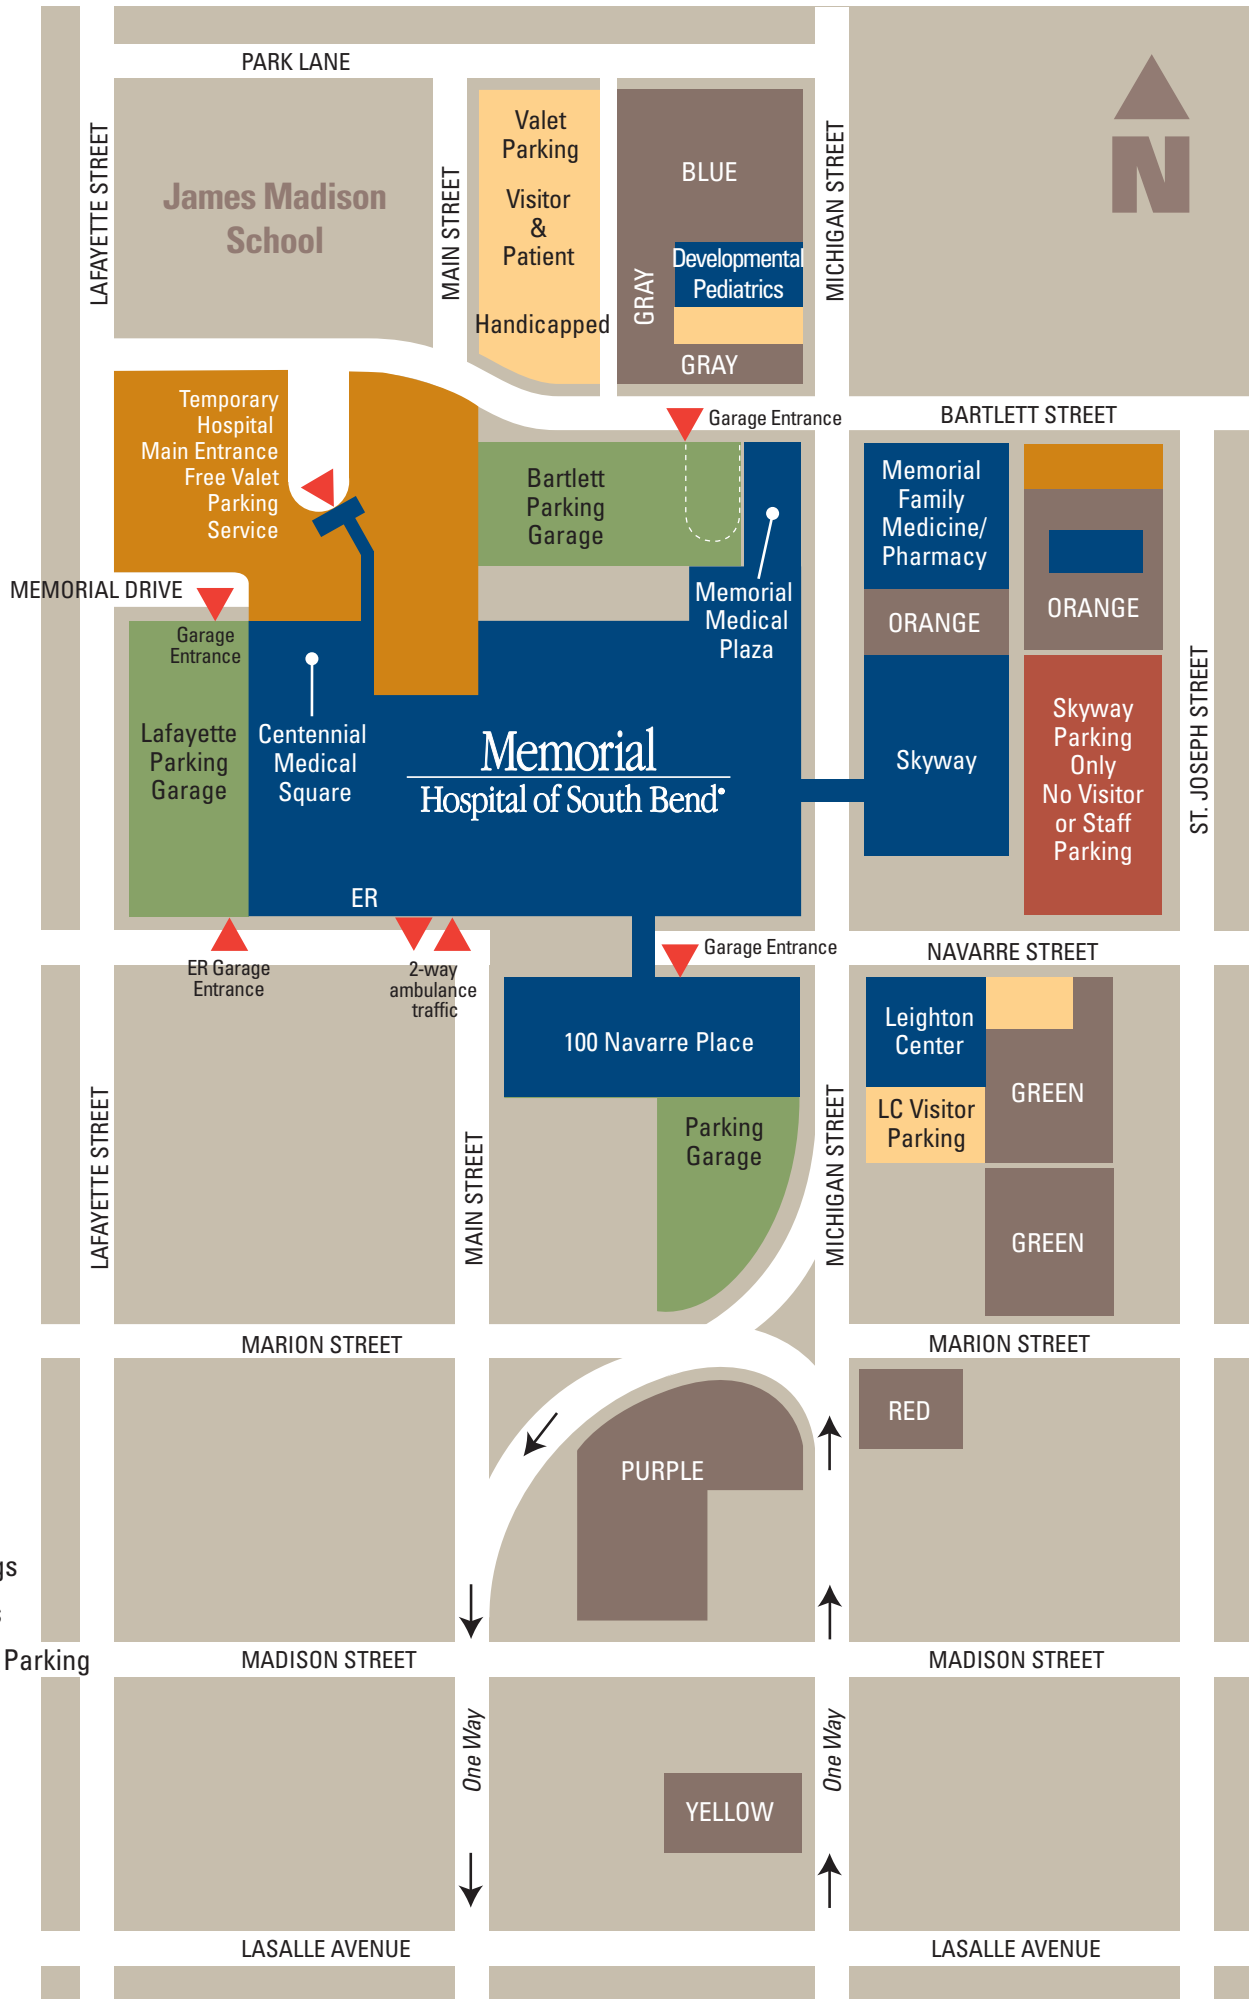 PARK LANE
LAFAYETTE STREET
James Madison
School
MAIN STREET
Valet
Parking
Visitor
&
Patient
Handicapped
BLUE
GRAY
Developmental
Pediatrics
GRAY
MICHIGAN STREET
N
BARTLETT STREET
Garage Entrance
Temporary
Hospital
Main Entrance
Free Valet
Parking
Service
Bartlett
Parking
Garage
Memorial
Medical
Plaza
Memorial
Family
Medicine/
Pharmacy
ORANGE
ORANGE
MEMORIAL DRIVE
Garage
Entrance
Lafayette
Parking
Garage
Centennial
Medical
Square
Memorial
Hospital of South Bend®
Skyway
Skyway
Parking
Only
No Visitor
or Staff
Parking
ST. JOSEPH STREET
ER
ER Garage
Entrance
2-way
ambulance
traffic
Garage Entrance
NAVARRE STREET
100 Navarre Place
Leighton
Center
LC Visitor
Parking
GREEN
GREEN
Parking
Garage
LAFAYETTE STREET
MAIN STREET
MICHIGAN STREET
MARION STREET
MARION STREET
RED
PURPLE
gs
s
Parking
MADISON STREET
MADISON STREET
One Way
One Way
YELLOW
LASALLE AVENUE
LASALLE AVENUE